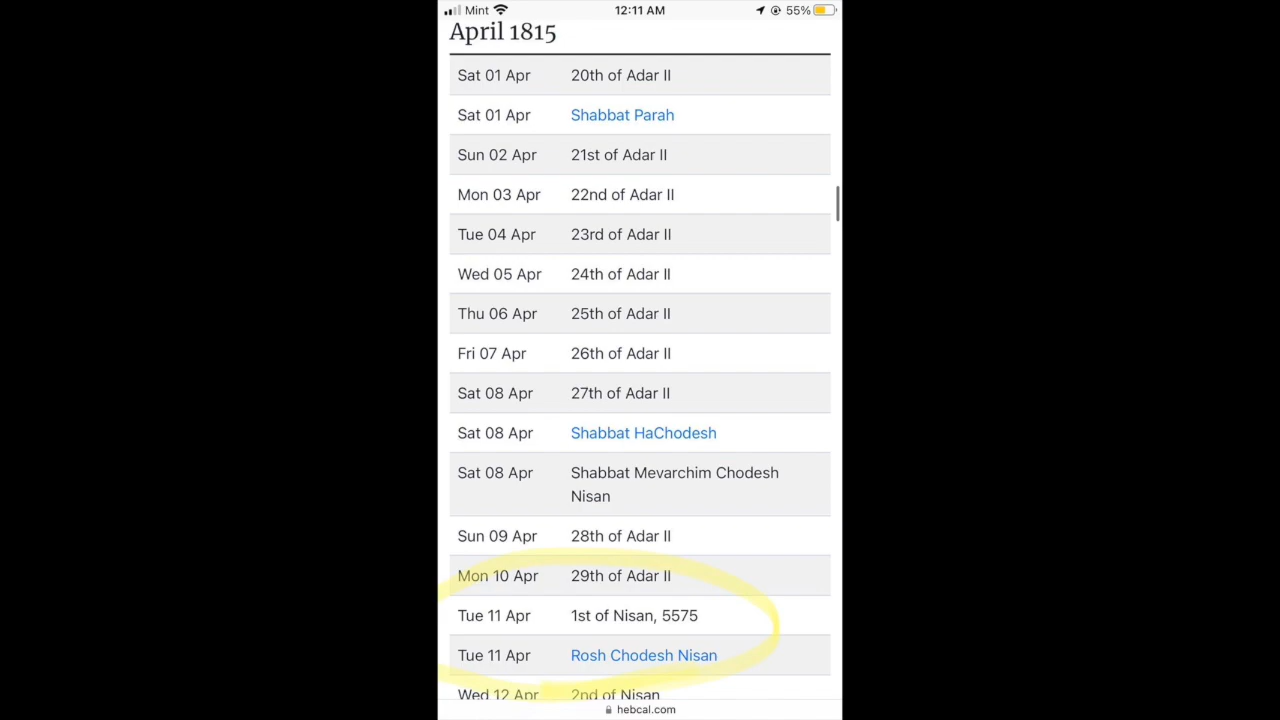 Mint 12:11 AM 55%
April 1815
Sat 01 Apr 20th of Adar II
Sat 01 Apr Shabbat Parah
Sun 02 Apr 21st of Adar II
Mon 03 Apr 22nd of Adar II
Tue 04 Apr 23rd of Adar II
Wed 05 Apr 24th of Adar II
Thu 06 Apr 25th of Adar II
Fri 07 Apr 26th of Adar II
Sat 08 Apr 27th of Adar II
Sat 08 Apr Shabbat HaChodesh
Sat 08 Apr Shabbat Mevarchim Chodesh
Nisan
Sun 09 Apr 28th of Adar II
Mon 10 Apr 29th of Adar II
Tue 11 Apr 1st of Nisan, 5575
Tue 11 Apr Rosh Chodesh Nisan
Wed 12 Apr 2nd of Nisan
hebcal.com